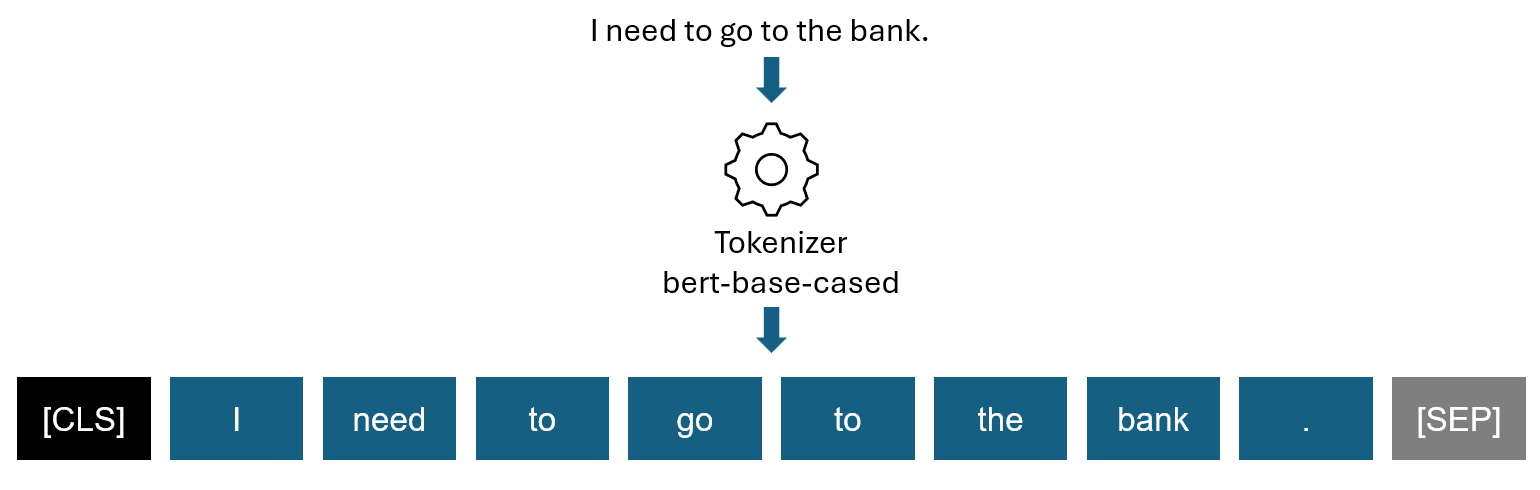 I need to go to the bank.
Tokenizer
bert-base-cased
[CLS] I need to go to the bank . [SEP]